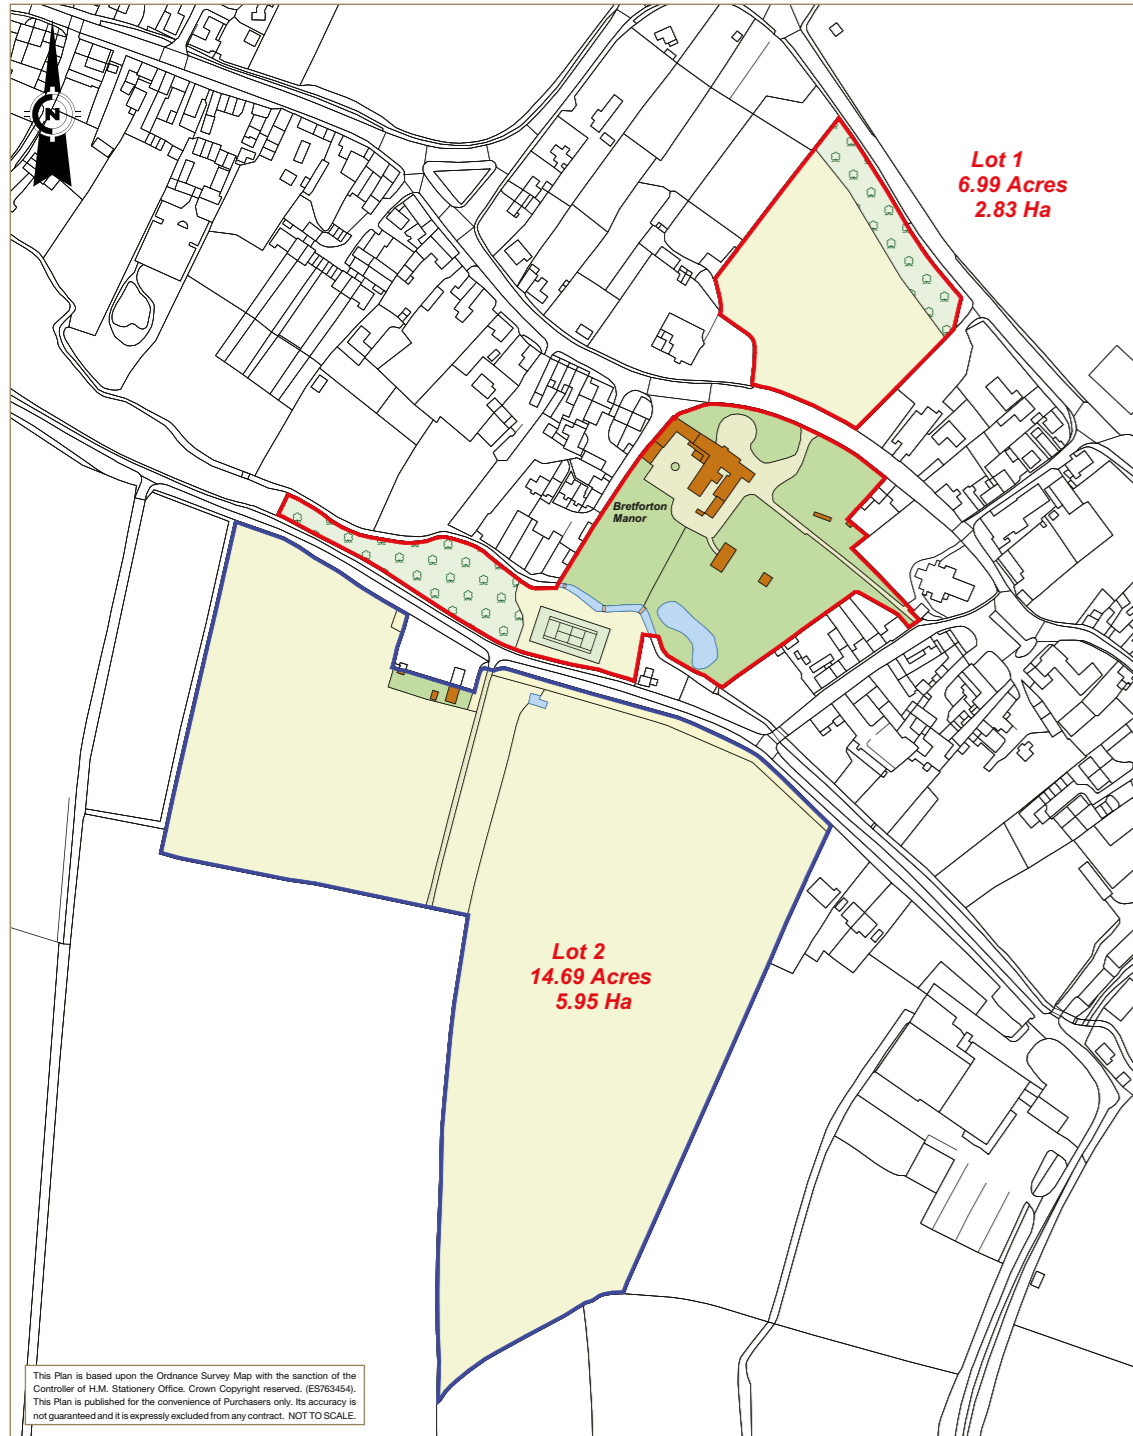 N
Lot 1
6.99 Acres
2.83 Ha
Bretforton
Manor
Lot 2
14.69 Acres
5.95 Ha
This Plan is based upon the Ordnance Survey Map with the sanction of the
Controller of H.M. Stationery Office. Crown Copyright reserved. (ES763454).
This Plan is published for the convenience of Purchasers only. Its accuracy is
not guaranteed and it is expressly excluded from any contract. NOT TO SCALE.